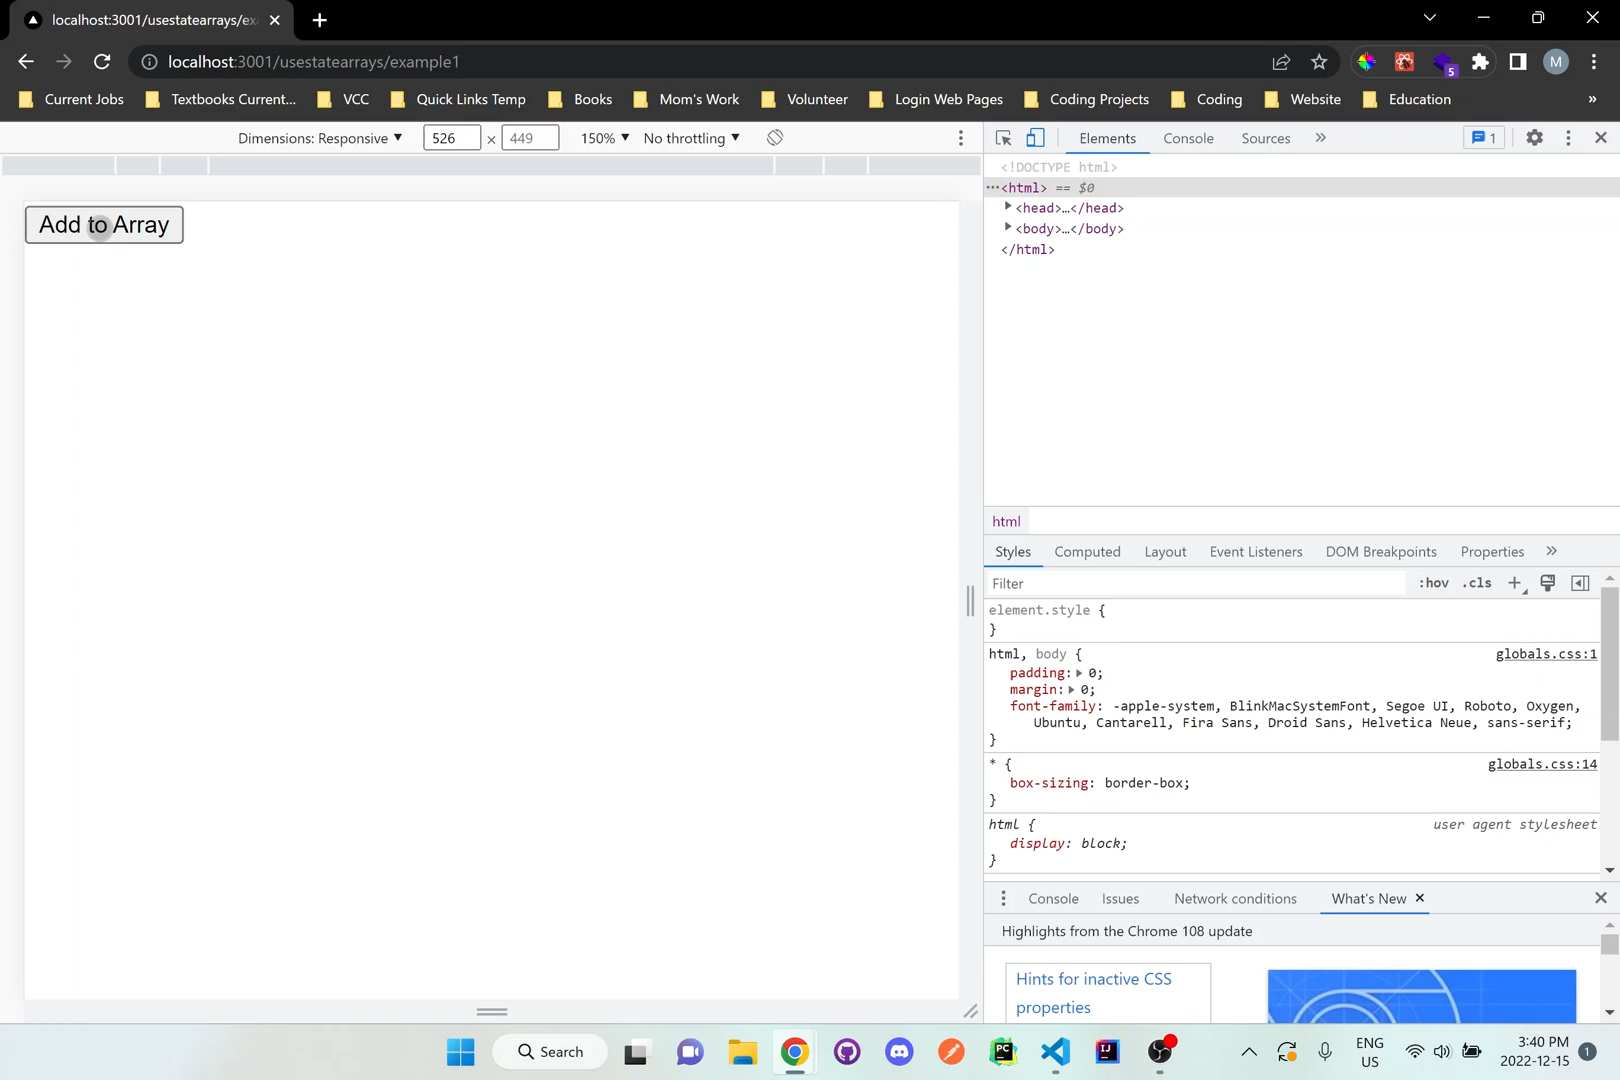 localhost:3001/usestatearrays/ex
localhost:3001/usestatearrays/example1
5
M
Current Jobs
Textbooks Current...
VCC
Quick Links Temp
Books
Mom's Work
Volunteer
Login Web Pages
Coding Projects
Coding
Website
Education
»
Dimensions: Responsive
526
×
449
150%
No throttling
Elements
Console
Sources
»
1
<!DOCTYPE html>
···<html> == $0
<head>…</head>
<body>…</body>
</html>
Add to Array
html
Styles
Computed
Layout
Event Listeners
DOM Breakpoints
Properties
»
Filter
:hov
.cls
element.style {
}
html, body {
globals.css:1
padding: 0;
margin: 0;
font-family: -apple-system, BlinkMacSystemFont, Segoe UI, Roboto, Oxygen,
Ubuntu, Cantarell, Fira Sans, Droid Sans, Helvetica Neue, sans-serif;
}
* {
globals.css:14
box-sizing: border-box;
}
html {
user agent stylesheet
display: block;
}
Console
Issues
Network conditions
What's New
Highlights from the Chrome 108 update
Hints for inactive CSS
properties
Search
PC
IJ
ENG
US
3:40 PM
2022-12-15
1